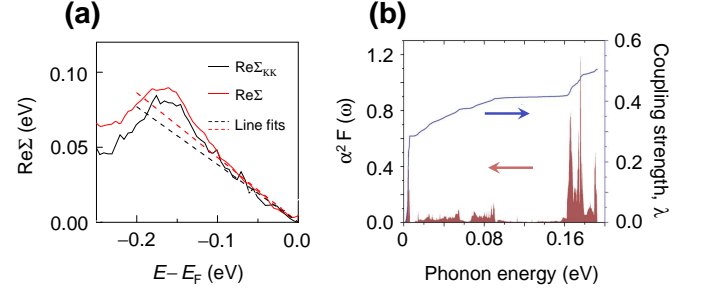 (a)
0.10
0.05
0.00
ReΣ (eV)
ReΣKK
ReΣ
Line fits
−0.2
−0.1
0.0
E − EF (eV)
(b)
1.2
0.8
0.4
0.0
α² F (ω)
0.6
0.4
0.2
0.0
Coupling strength, λ
0
0.08
0.16
Phonon energy (eV)